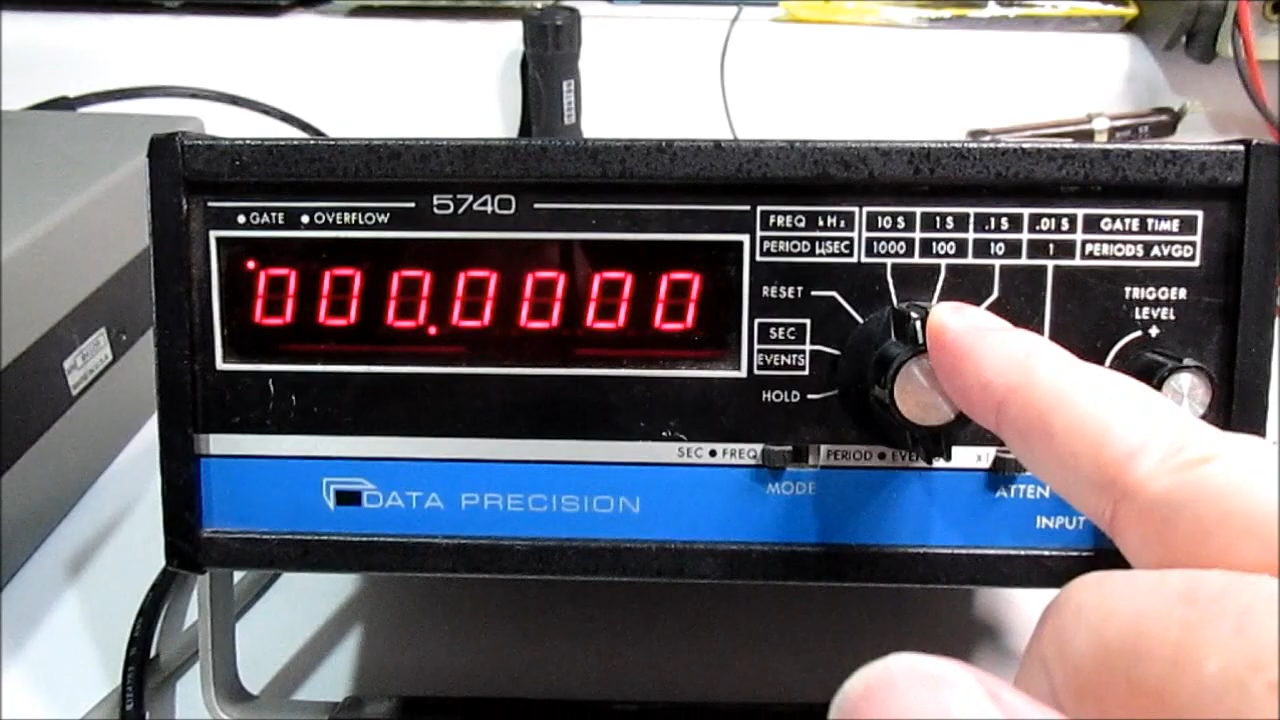 5740
GATE OVERFLOW
000.0000
FREQ kHz 10 S 1 S .1 S .01 S GATE TIME
PERIOD µSEC 1000 100 10 1 PERIODS AVGD
RESET
SEC
EVENTS
HOLD
TRIGGER
LEVEL
+
SEC • FREQ PERIOD • x1
MODE
ATTEN
INPUT
DATA PRECISION